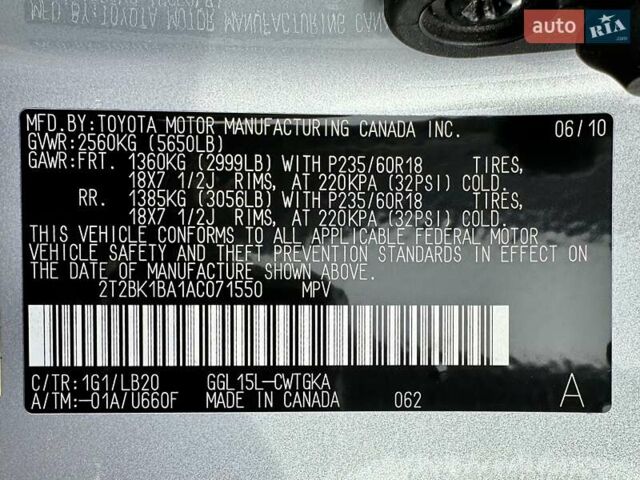 auto RIA
.com
MFD.BY:TOYOTA MOTOR MANUFACTURING CANADA INC. 06/10
GVWR:2560KG (5650LB)
GAWR:FRT. 1360KG (2999LB) WITH P235/60R18 TIRES,
18X7 1/2J RIMS, AT 220KPA (32PSI) COLD.
RR. 1385KG (3056LB) WITH P235/60R18 TIRES,
18X7 1/2J RIMS, AT 220KPA (32PSI) COLD.
THIS VEHICLE CONFORMS TO ALL APPLICABLE FEDERAL MOTOR
VEHICLE SAFETY AND THEFT PREVENTION STANDARDS IN EFFECT ON
THE DATE OF MANUFACTURE SHOWN ABOVE.
2T2BK1BA1AC071550 MPV
C/TR:1G1/LB20 GGL15L-CWTGKA A
A/TM:-01A/U660F MADE IN CANADA 062